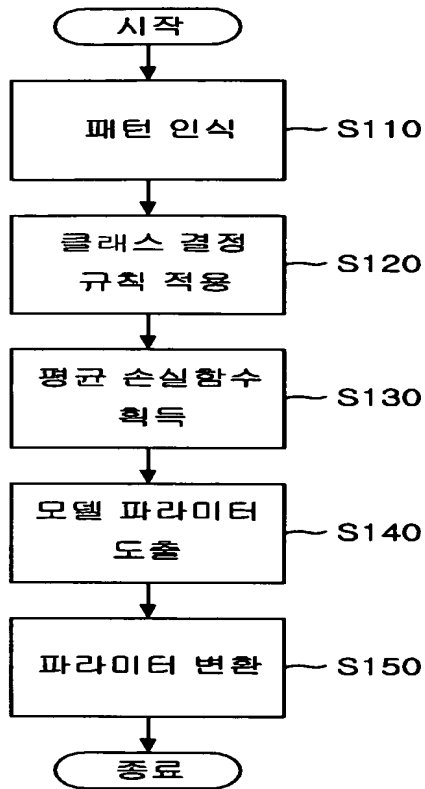 시작
패턴 인식
S110
클래스 결정
규칙 적용
S120
평균 손실함수
획득
S130
모델 파라미터
도출
S140
파라미터 변환
S150
종료